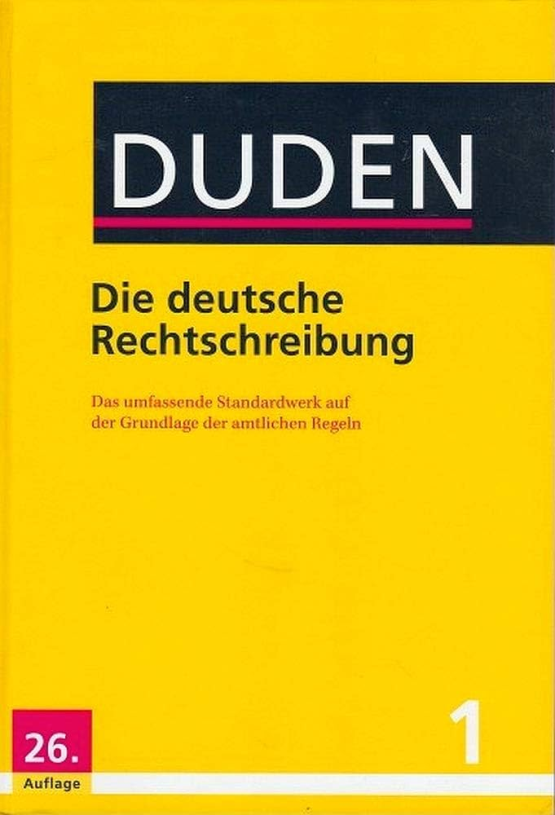 DUDEN
Die deutsche
Rechtschreibung
Das umfassende Standardwerk auf
der Grundlage der amtlichen Regeln
1
26.
Auflage